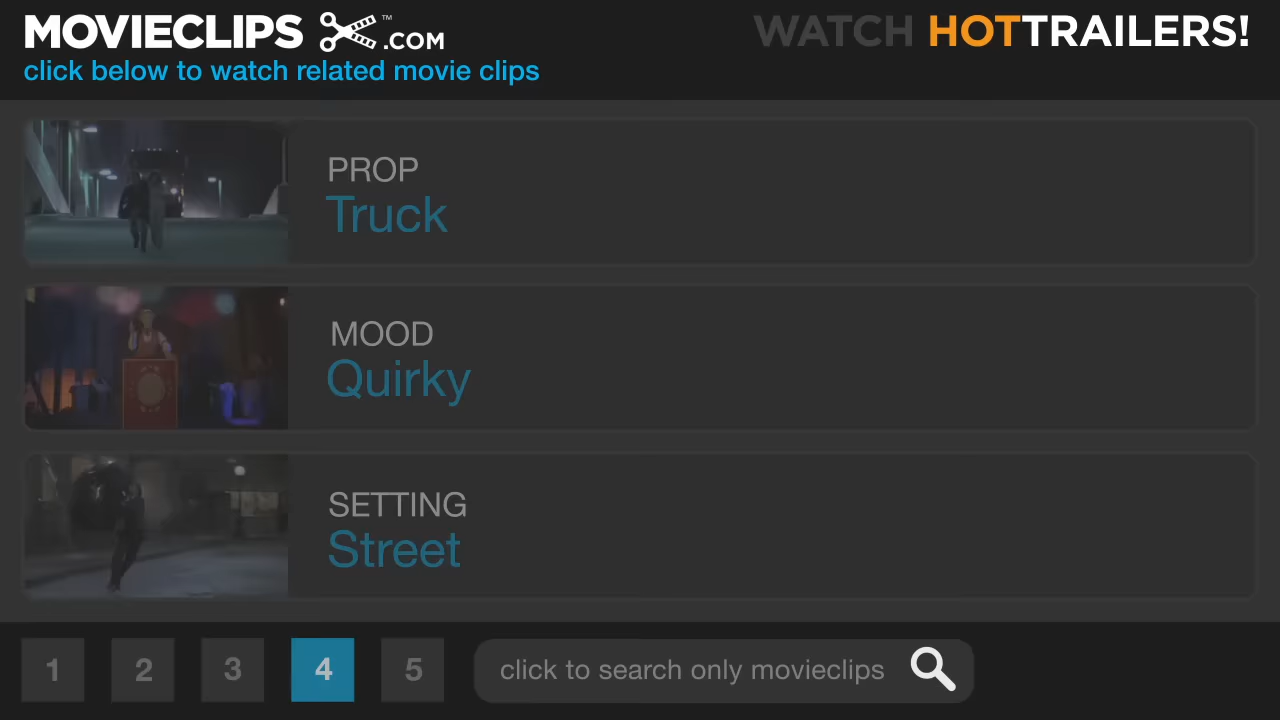 MOVIECLIPS ™ .COM
WATCH HOTTRAILERS!
click below to watch related movie clips
PROP
Truck
MOOD
Quirky
SETTING
Street
1 2 3 4 5
click to search only movieclips